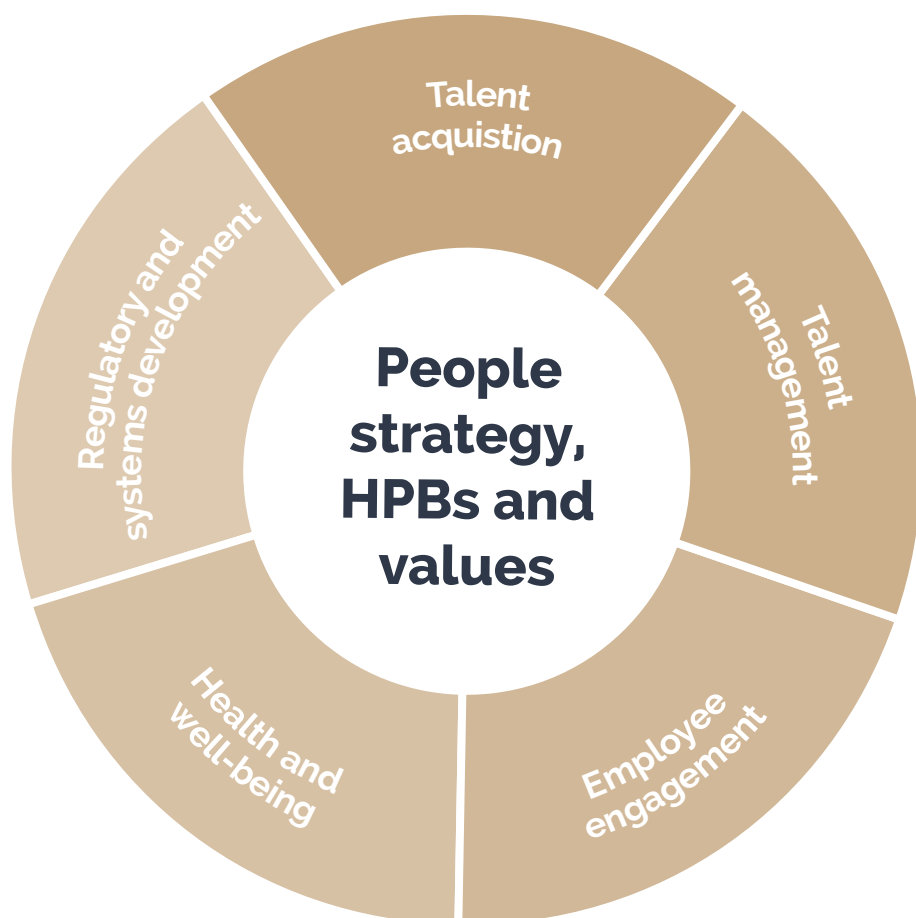 Talent
acquistion
Talent
management
Employee
engagement
Health and
well-being
Regulatory and
systems development
People
strategy,
HPBs and
values